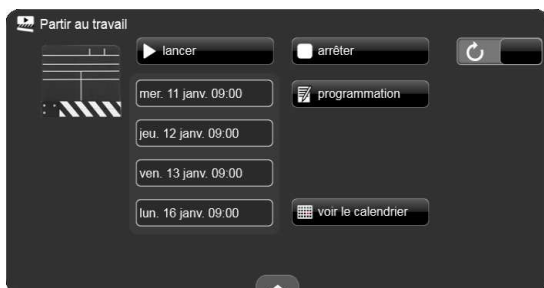 Partir au travail
lancer
arrêter
mer. 11 janv. 09:00
programmation
jeu. 12 janv. 09:00
ven. 13 janv. 09:00
lun. 16 janv. 09:00
voir le calendrier